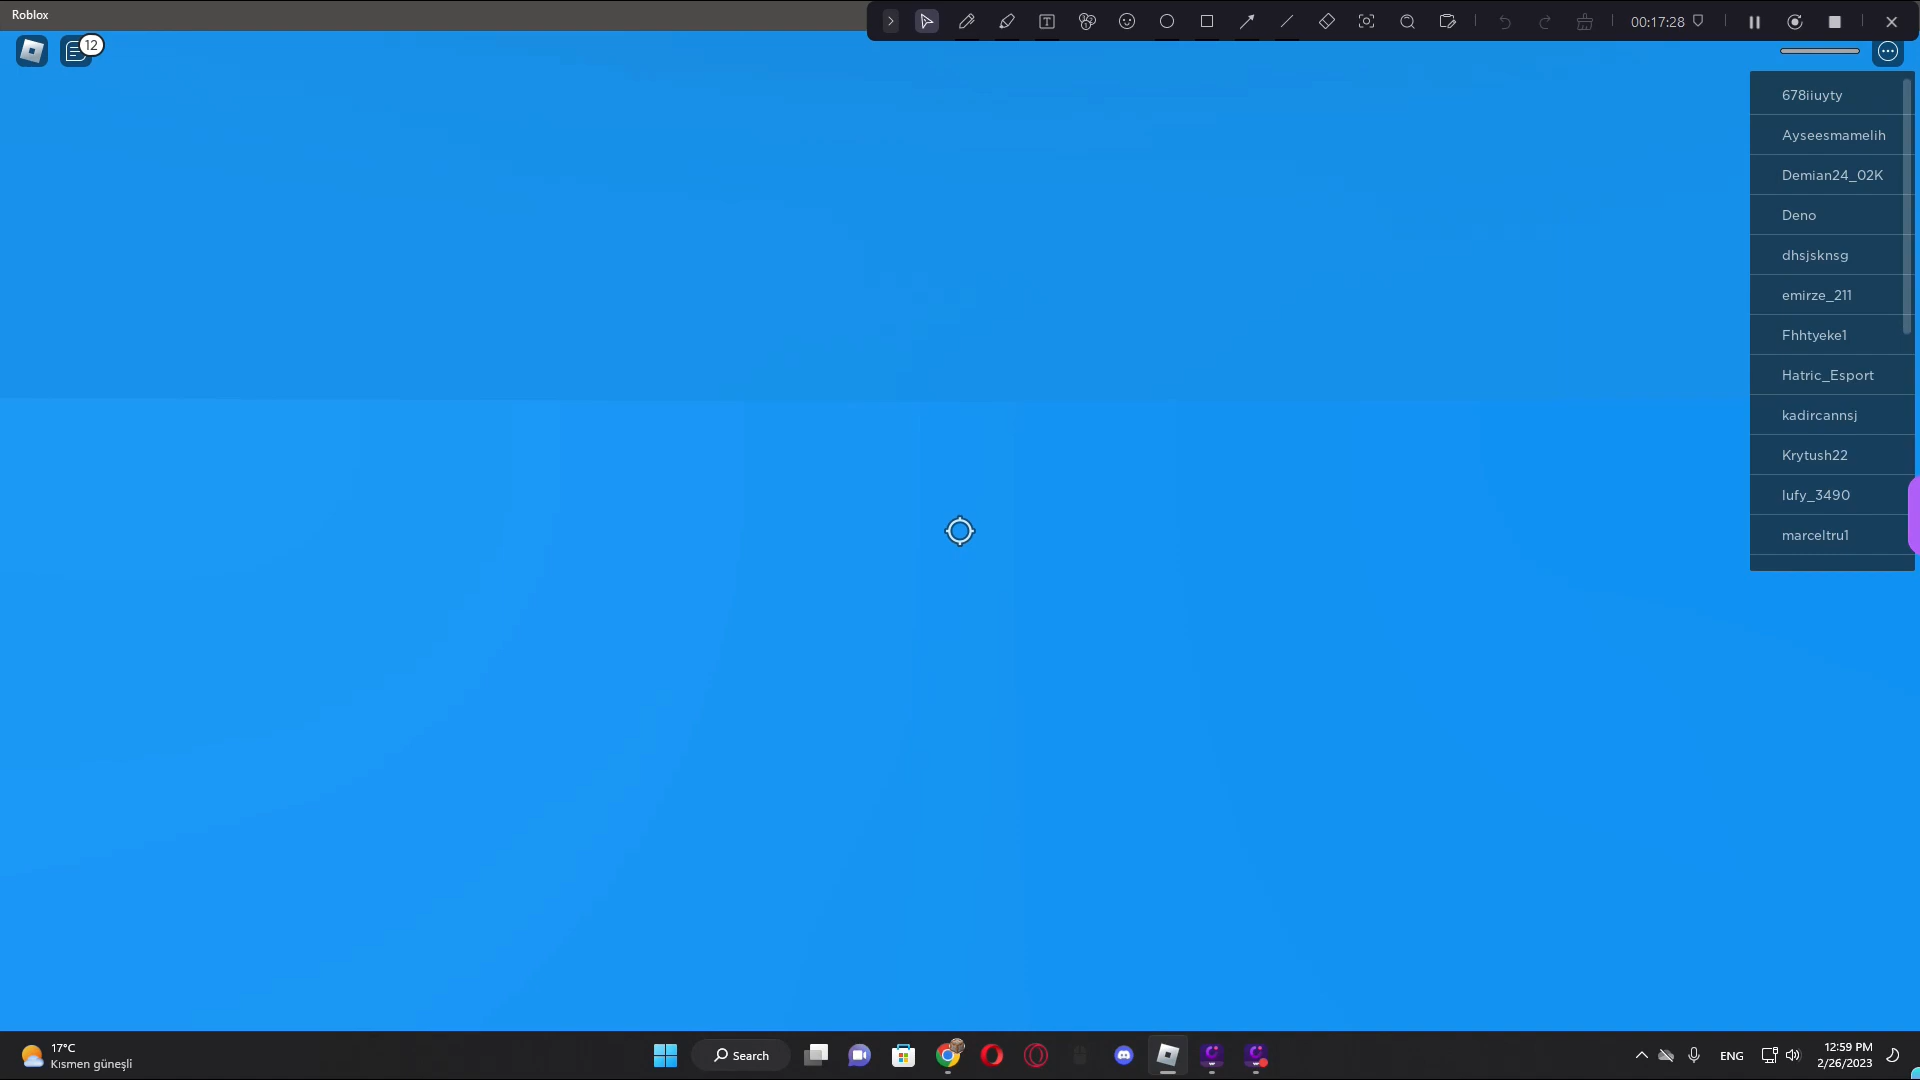 Roblox
00:17:28
12
678iiuyty
Ayseesmamelih
Demian24_02K
Deno
dhsjsknsg
emirze_211
Fhhtyeke1
Hatric_Esport
kadircannsj
Krytush22
lufy_3490
marceltru1
17°C
Kısmen güneşli
Search
ENG
12:59 PM
2/26/2023